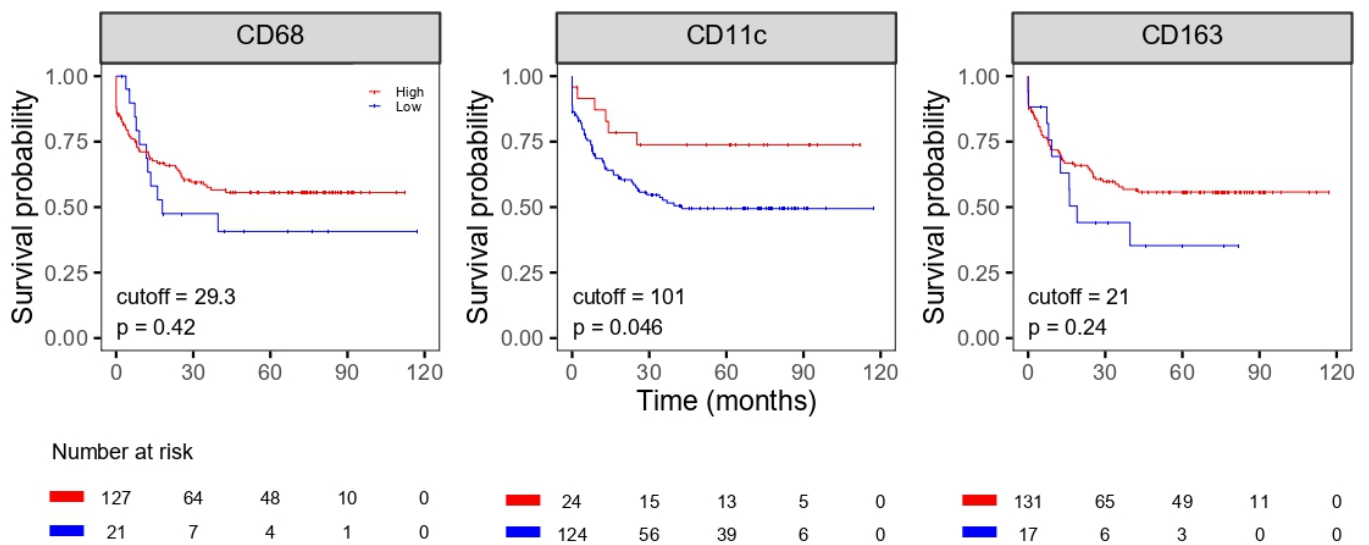 CD68
CD11c
CD163
Survival probability
1.00
0.75
0.50
0.25
0.00
High
Low
cutoff = 29.3
p = 0.42
0 30 60 90 120
Survival probability
1.00
0.75
0.50
0.25
0.00
cutoff = 101
p = 0.046
0 30 60 90 120
Survival probability
1.00
0.75
0.50
0.25
0.00
cutoff = 21
p = 0.24
0 30 60 90 120
Time (months)
Number at risk
127 64 48 10 0
21 7 4 1 0
24 15 13 5 0
124 56 39 6 0
131 65 49 11 0
17 6 3 0 0